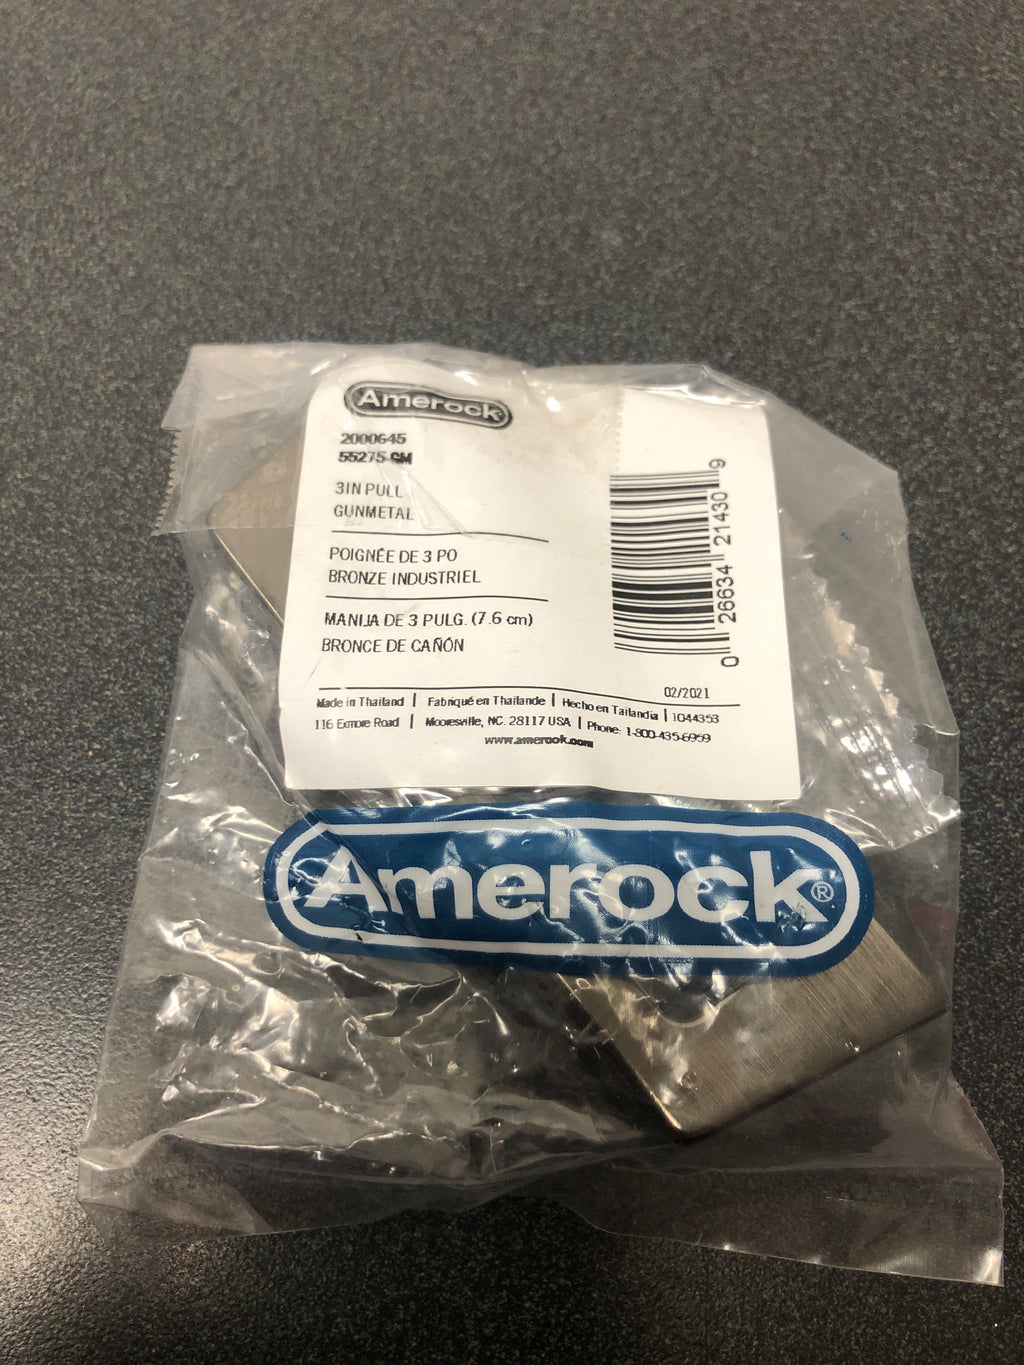 Amerock
2000645
55275-GM
3IN PULL
GUNMETAL
POIGNÉE DE 3 PO
BRONZE INDUSTRIEL
MANIJA DE 3 PULG. (7.6 cm)
BRONCE DE CAÑÓN
0 26634 21430 9
02/2021
Made in Thailand | Fabriqué en Thailande | Hecho en Tailandia | 1044353
116 Exmore Road | Mooresville, NC. 28117 USA | Phone: 1-800-435-6959
www.amerock.com
Amerock®